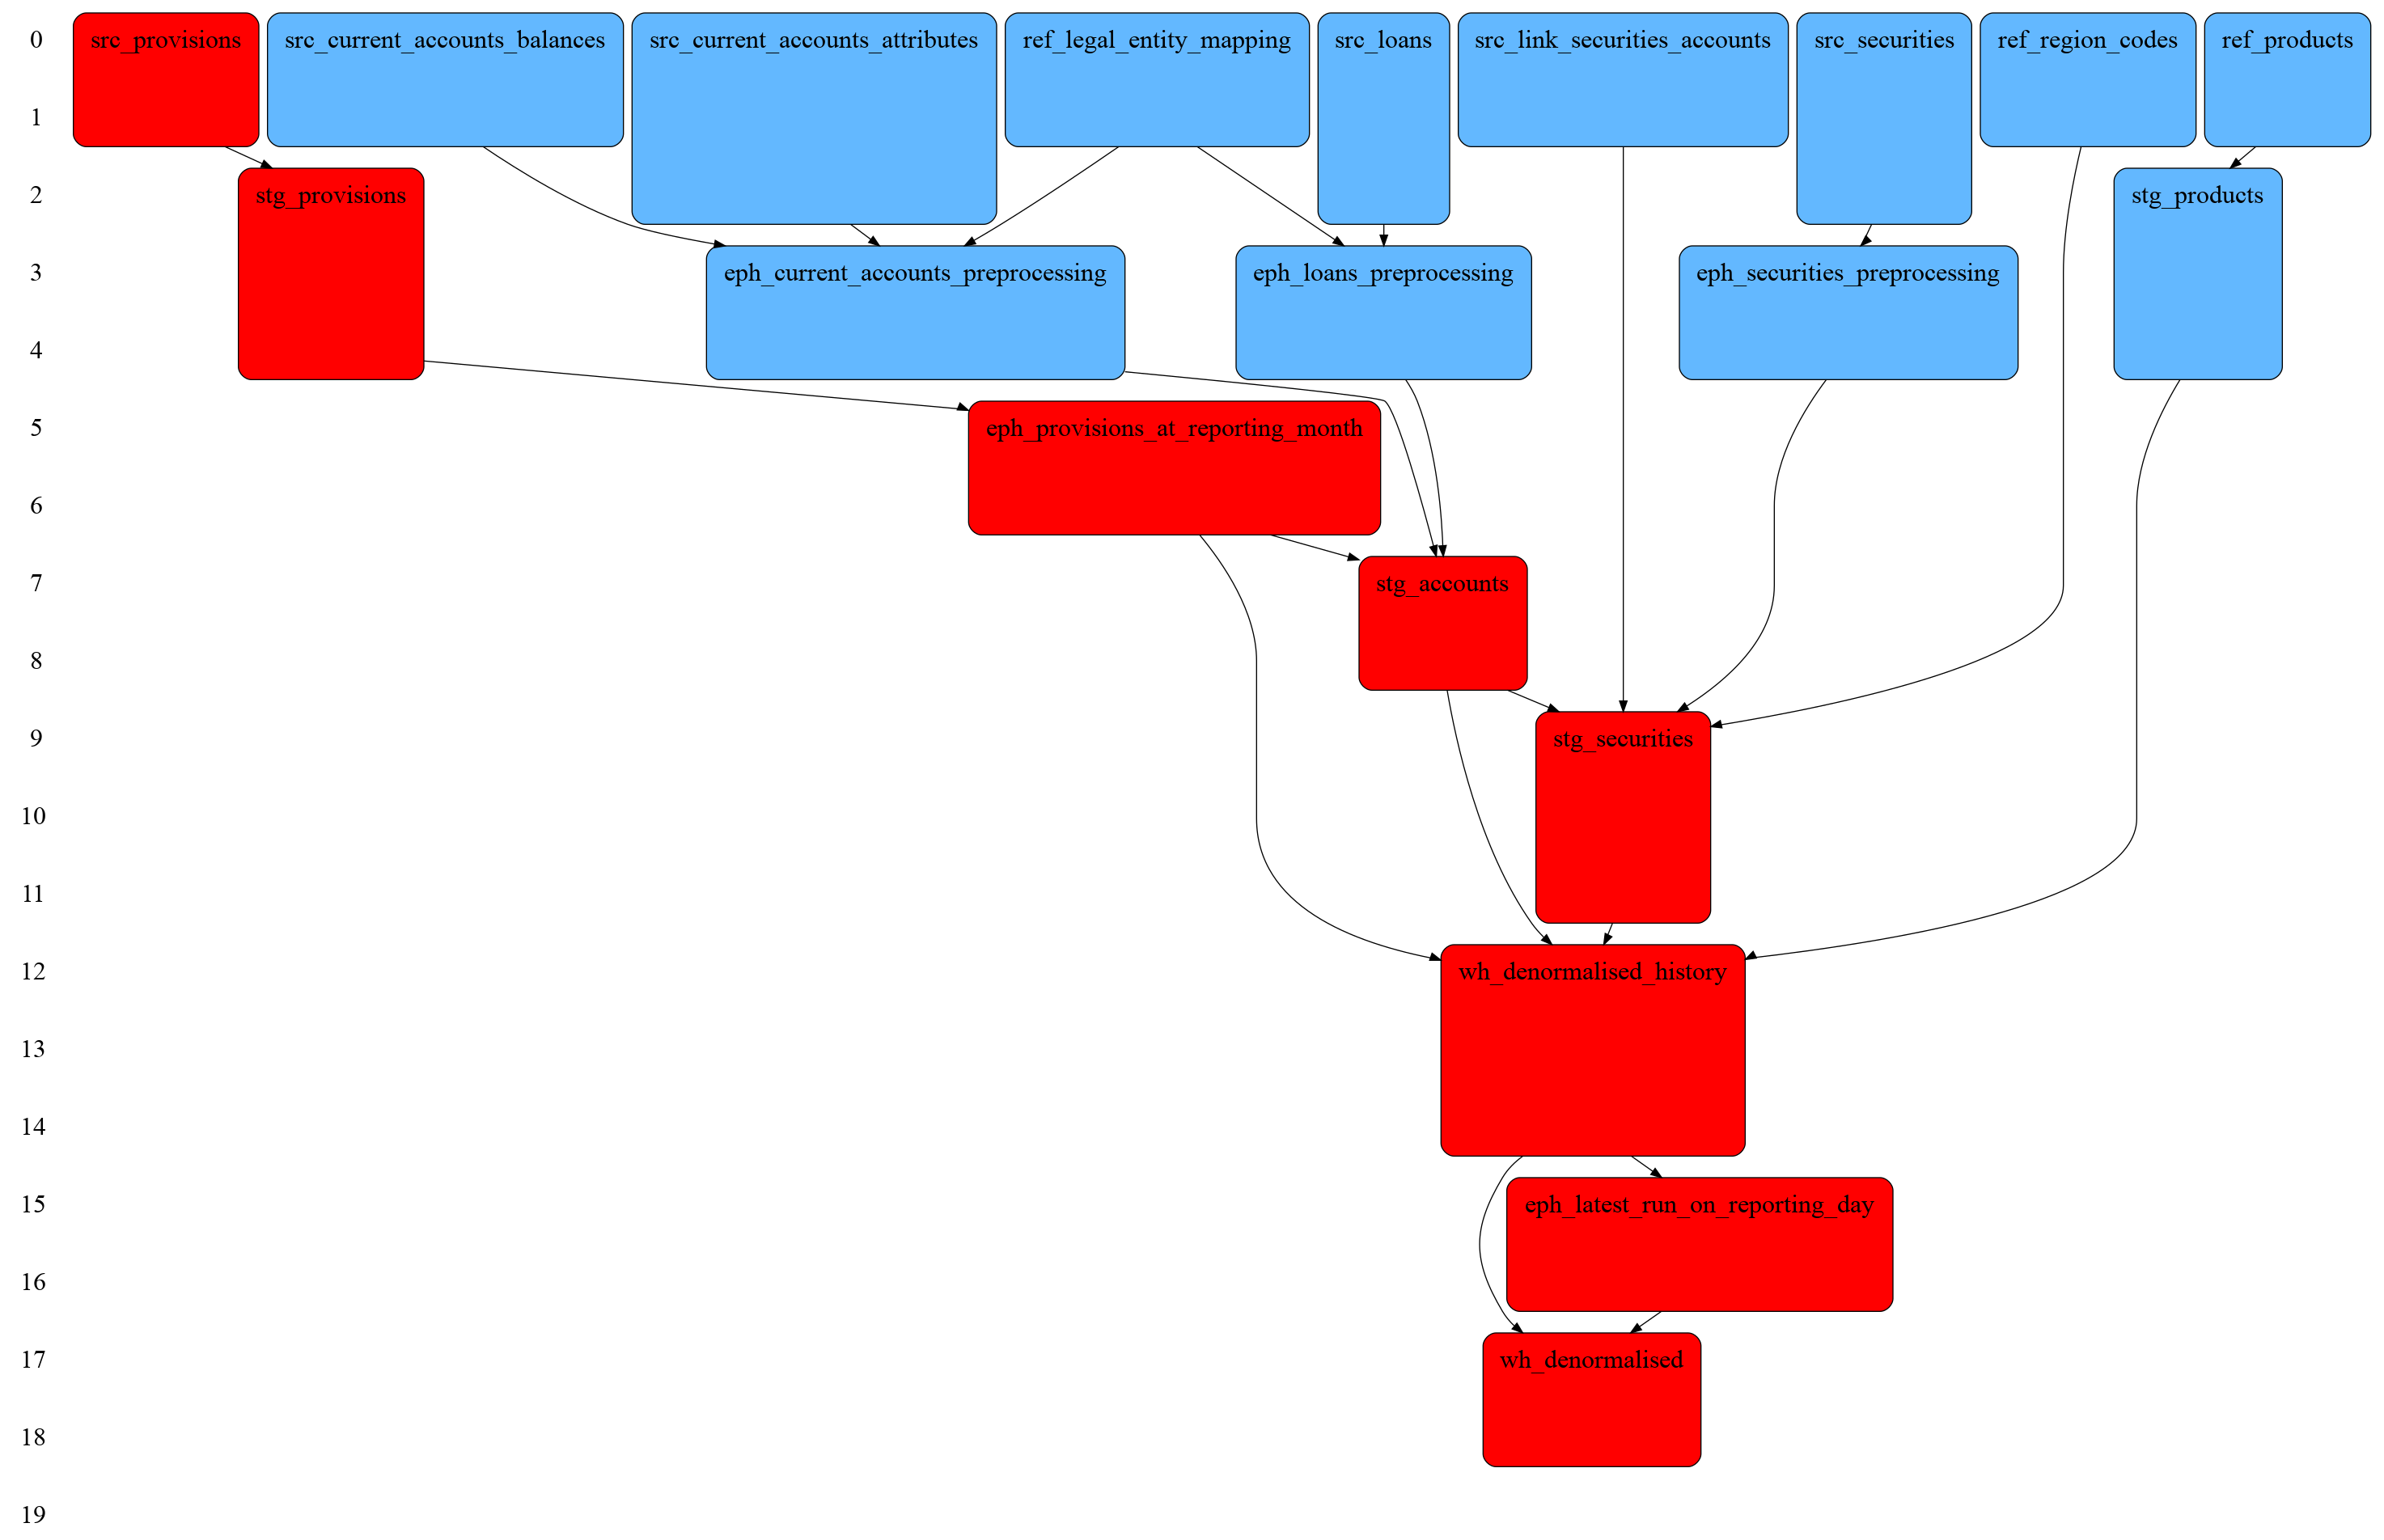 0
src_provisions
src_current_accounts_balances
src_current_accounts_attributes
ref_legal_entity_mapping
src_loans
src_link_securities_accounts
src_securities
ref_region_codes
ref_products
1
2
stg_provisions
stg_products
3
eph_current_accounts_preprocessing
eph_loans_preprocessing
eph_securities_preprocessing
4
5
eph_provisions_at_reporting_month
6
7
stg_accounts
8
9
stg_securities
10
11
12
wh_denormalised_history
13
14
15
eph_latest_run_on_reporting_day
16
17
wh_denormalised
18
19